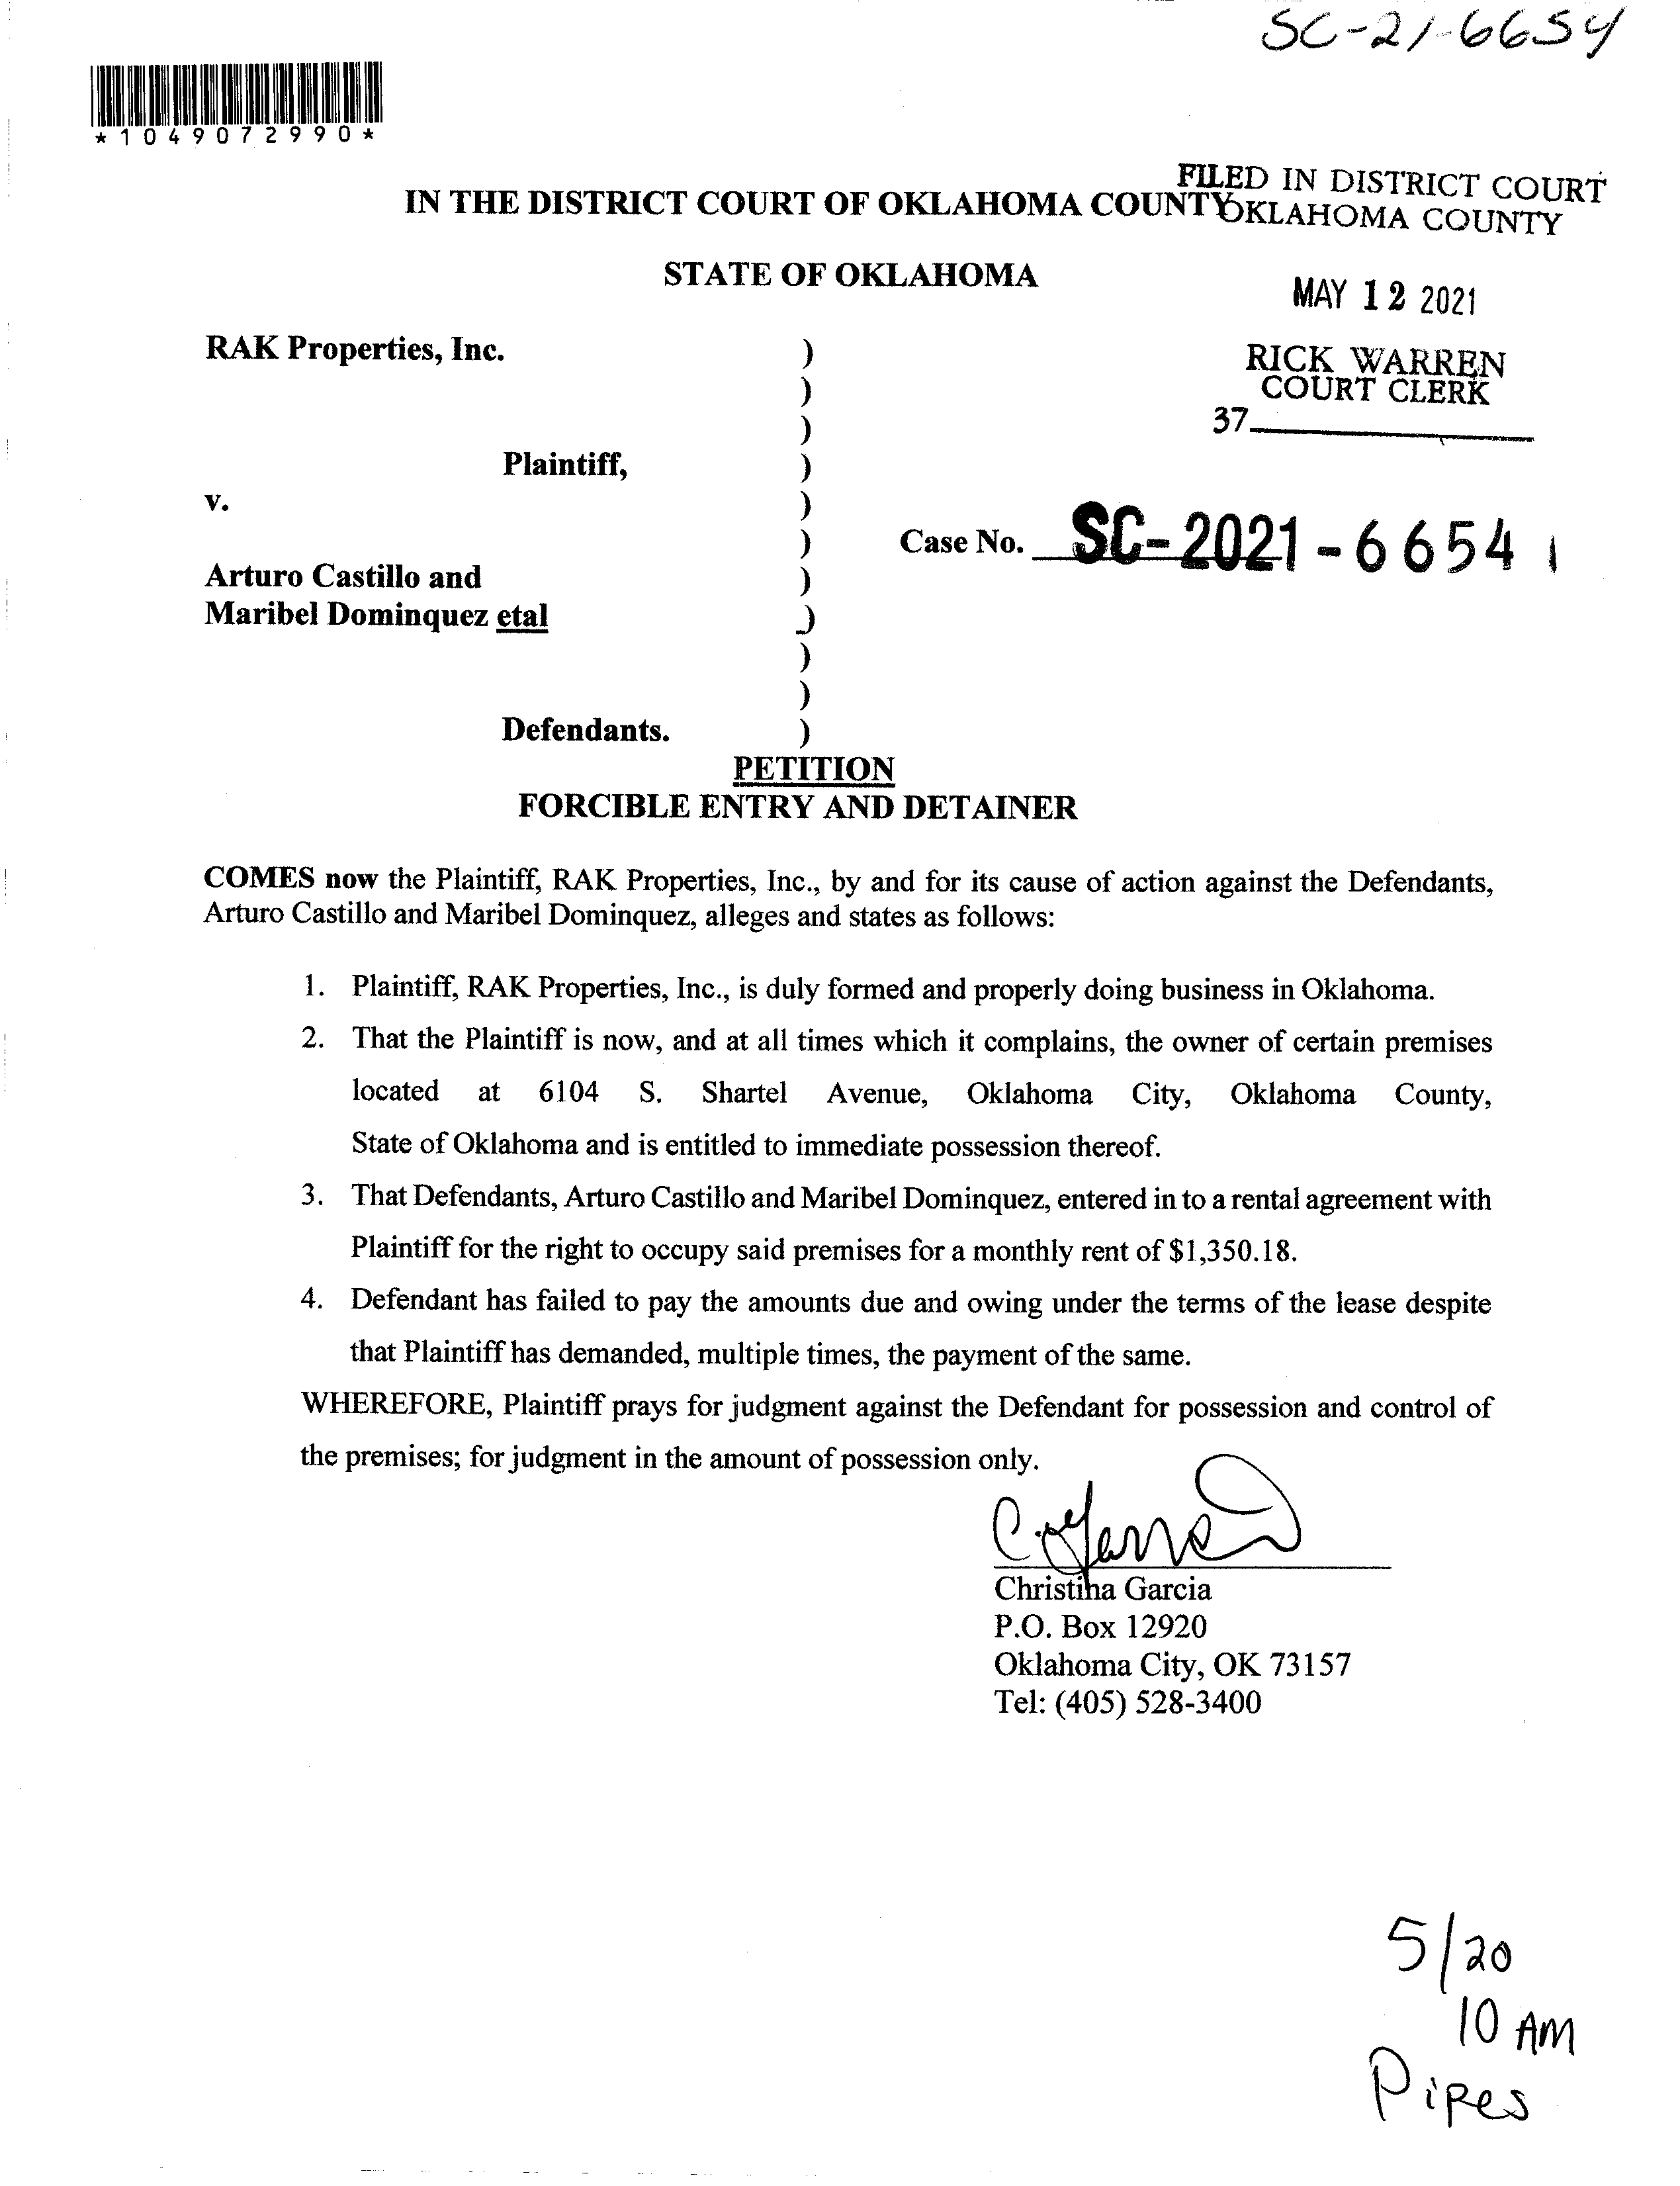 SC-21-6654
*1049072990*
FILED IN DISTRICT COURT
OKLAHOMA COUNTY
IN THE DISTRICT COURT OF OKLAHOMA COUNTY
STATE OF OKLAHOMA
MAY 12 2021
RICK WARREN
COURT CLERK
37
RAK Properties, Inc. )
)
)
Plaintiff, )
v. )
) Case No. SC-2021-6654
Arturo Castillo and )
Maribel Dominquez etal )
)
)
Defendants. )
PETITION
FORCIBLE ENTRY AND DETAINER
COMES now the Plaintiff, RAK Properties, Inc., by and for its cause of action against the Defendants,
Arturo Castillo and Maribel Dominquez, alleges and states as follows:
1. Plaintiff, RAK Properties, Inc., is duly formed and properly doing business in Oklahoma.
2. That the Plaintiff is now, and at all times which it complains, the owner of certain premises
located at 6104 S. Shartel Avenue, Oklahoma City, Oklahoma County,
State of Oklahoma and is entitled to immediate possession thereof.
3. That Defendants, Arturo Castillo and Maribel Dominquez, entered in to a rental agreement with
Plaintiff for the right to occupy said premises for a monthly rent of $1,350.18.
4. Defendant has failed to pay the amounts due and owing under the terms of the lease despite
that Plaintiff has demanded, multiple times, the payment of the same.
WHEREFORE, Plaintiff prays for judgment against the Defendant for possession and control of
the premises; for judgment in the amount of possession only.
Christina Garcia
P.O. Box 12920
Oklahoma City, OK 73157
Tel: (405) 528-3400
5/20
10 AM
Pipes